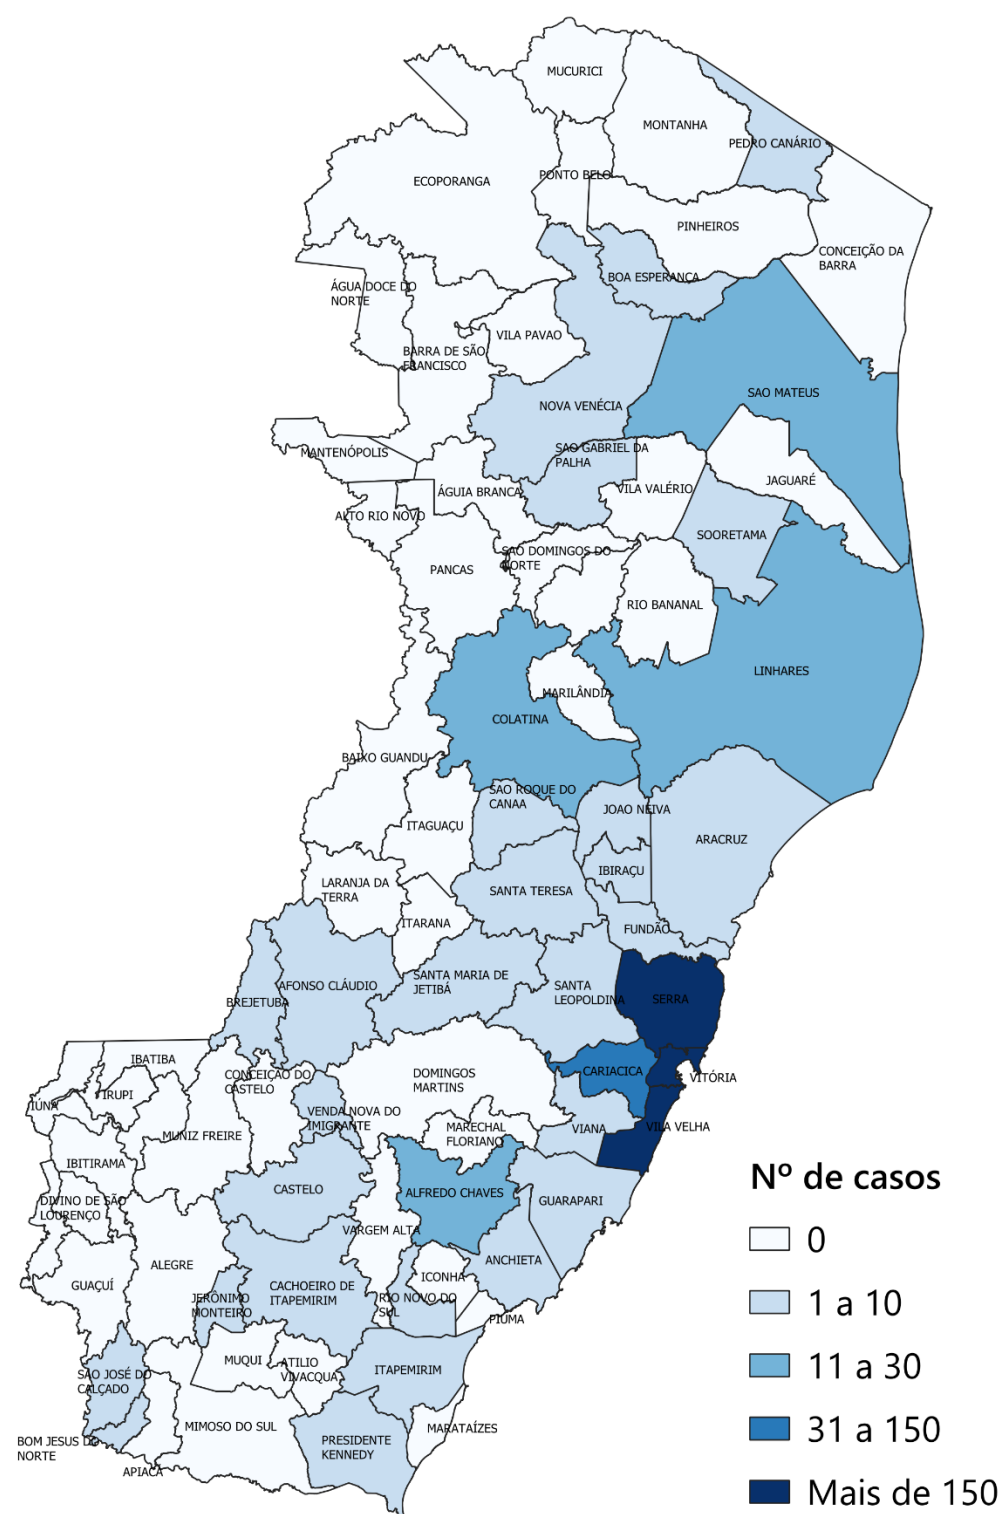 MUCURICI
MONTANHA
PEDRO CANÁRIO
ECOPORANGA
PONTO BELO
PINHEIROS
CONCEIÇÃO DA
BARRA
BOA ESPERANÇA
ÁGUA DOCE DO
NORTE
VILA PAVAO
BARRA DE SÃO
FRANCISCO
SAO MATEUS
NOVA VENÉCIA
SAO GABRIEL DA
PALHA
MANTENÓPOLIS
JAGUARÉ
ÁGUIA BRANCA
VILA VALÉRIO
ALTO RIO NOVO
SOORETAMA
SAO DOMINGOS DO
NORTE
PANCAS
RIO BANANAL
LINHARES
MARILÂNDIA
COLATINA
BAIXO GUANDU
SAO ROQUE DO
CANAA
JOAO NEIVA
ITAGUAÇU
ARACRUZ
IBIRAÇU
LARANJA DA
TERRA
SANTA TERESA
ITARANA
FUNDÃO
SANTA MARIA DE
JETIBÁ
AFONSO CLÁUDIO
SANTA
LEOPOLDINA
SERRA
BREJETUBA
IBATIBA
CONCEIÇÃO DO
CASTELO
DOMINGOS
MARTINS
CARIACICA
VITÓRIA
IRUPI
IÚNA
VENDA NOVA DO
IMIGRANTE
MUNIZ FREIRE
MARECHAL
FLORIANO
VIANA
VILA VELHA
IBITIRAMA
CASTELO
ALFREDO CHAVES
GUARAPARI
DIVINO DE SÃO
LOURENÇO
VARGEM ALTA
ALEGRE
ANCHIETA
GUAÇUÍ
CACHOEIRO DE
ITAPEMIRIM
ICONHA
JERÔNIMO
MONTEIRO
RIO NOVO DO
SUL
PIÚMA
MUQUI
ATILIO
VIVACQUA
ITAPEMIRIM
SÃO JOSÉ DO
CALÇADO
MIMOSO DO SUL
MARATAÍZES
BOM JESUS DO
NORTE
PRESIDENTE
KENNEDY
APIACÁ
Nº de casos
0
1 a 10
11 a 30
31 a 150
Mais de 150